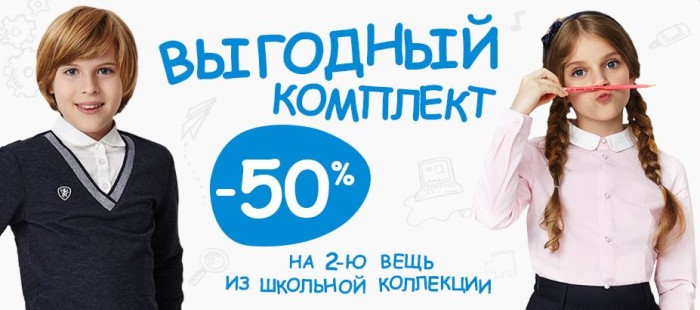 ВЫГОДНЫЙ
КОМПЛЕКТ
-50%
НА 2-Ю ВЕЩЬ
ИЗ ШКОЛЬНОЙ КОЛЛЕКЦИИ